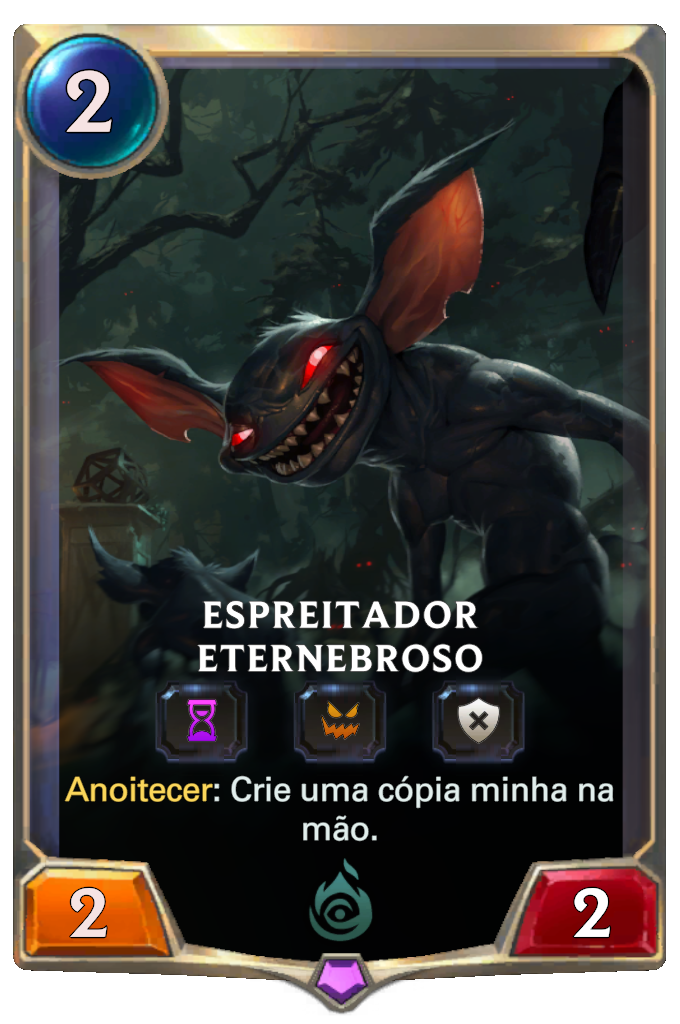 2
ESPREITADOR
ETERNEBROSO
Anoitecer: Crie uma cópia minha na
mão.
2
2